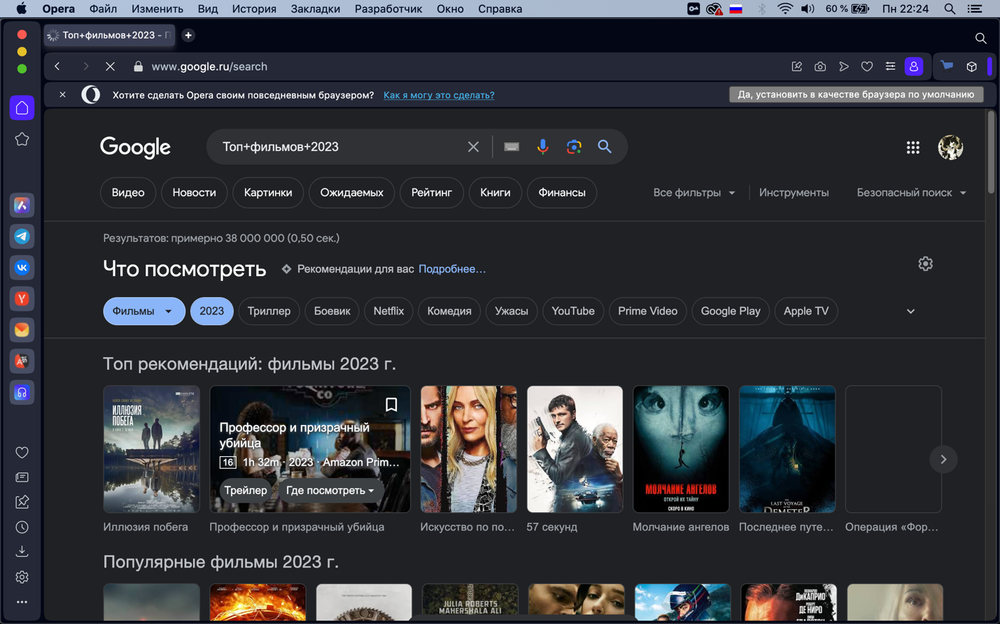 Opera Файл Изменить Вид История Закладки Разработчик Окно Справка 60 % Пн 22:24
Топ+фильмов+2023 - П
www.google.ru/search
Хотите сделать Opera своим повседневным браузером? Как я могу это сделать? Да, установить в качестве браузера по умолчанию
Google Топ+фильмов+2023
Видео Новости Картинки Ожидаемых Рейтинг Книги Финансы Все фильтры Инструменты Безопасный поиск
Результатов: примерно 38 000 000 (0,50 сек.)
Что посмотреть Рекомендации для вас Подробнее…
Фильмы 2023 Триллер Боевик Netflix Комедия Ужасы YouTube Prime Video Google Play Apple TV
Топ рекомендаций: фильмы 2023 г.
ИЛЛЮЗИЯ
ПОБЕГА
CO
Профессор и призрачный
убийца
16 1h 32m · 2023 · Amazon Prim…
Трейлер Где посмотреть
МОЛЧАНИЕ АНГЕЛОВ
ОТКРОЙ ИХ ТАЙНУ
СКОРО В КИНО
THE
LAST VOYAGE
OF THE
DEMETER
Иллюзия побега Профессор и призрачный убийца Искусство по по… 57 секунд Молчание ангелов Последнее путе… Операция «Фор…
Популярные фильмы 2023 г.
JULIA ROBERTS
MAHERSHALA ALI
ЛЕОНАРДО
ДИКАПРИО
РОБЕРТ
ДЕ НИРО